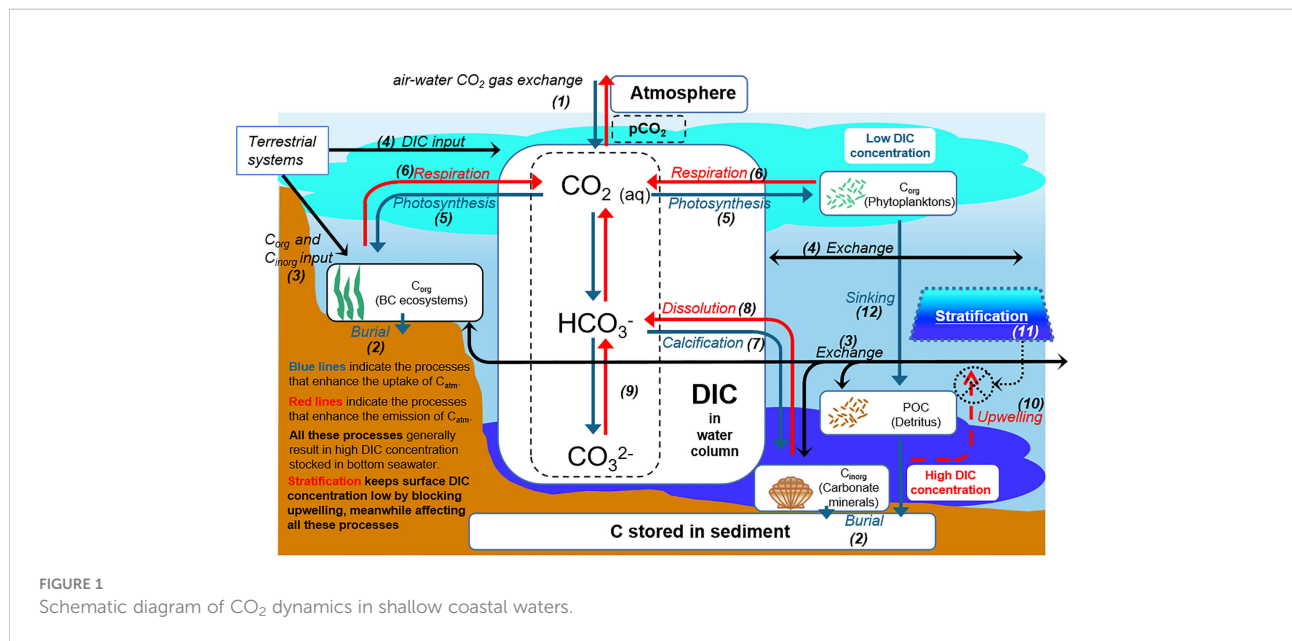 air-water CO₂ gas exchange
(1)
Atmosphere
pCO₂
Terrestrial
systems
(4) DIC input
Low DIC
concentration
(6)Respiration
Photosynthesis
(5)
CO₂ (aq)
Respiration(6)
Photosynthesis
(5)
Corg
(Phytoplanktons)
Corg and
Cinorg input
(3)
(4) Exchange
Corg
(BC ecosystems)
Burial
(2)
Sinking
(12)
Stratification
(11)
HCO₃⁻
Dissolution (8)
Calcification (7)
(3)
Exchange
Blue lines indicate the processes
that enhance the uptake of Catm.
Red lines indicate the processes
that enhance the emission of Catm.
All these processes generally
result in high DIC concentration
stocked in bottom seawater.
Stratification keeps surface DIC
concentration low by blocking
upwelling, meanwhile affecting
all these processes
(9)
DIC
in
water
column
CO₃²⁻
POC
(Detritus)
(10)
Upwelling
Cinorg
(Carbonate
minerals)
High DIC
concentration
Burial
(2)
C stored in sediment
FIGURE 1
Schematic diagram of CO₂ dynamics in shallow coastal waters.